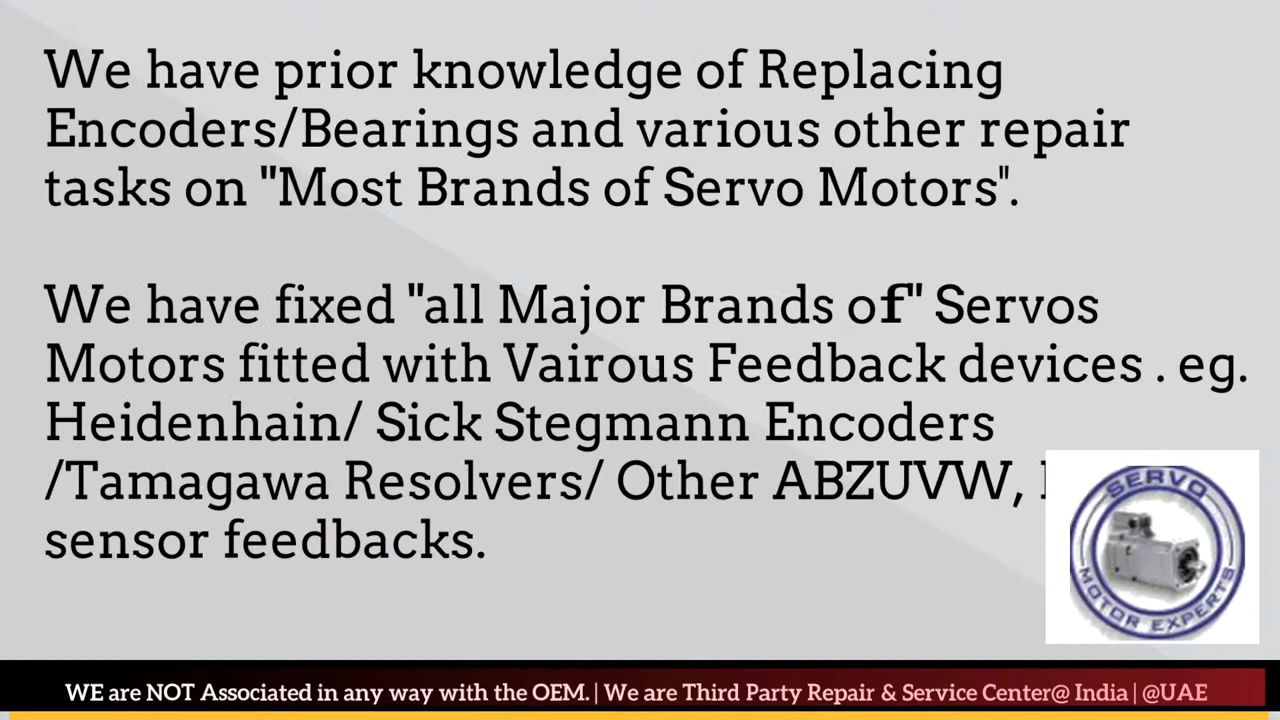 We have prior knowledge of Replacing
Encoders/Bearings and various other repair
tasks on "Most Brands of Servo Motors".
We have fixed "all Major Brands of" Servos
Motors fitted with Vairous Feedback devices . eg.
Heidenhain/ Sick Stegmann Encoders
/Tamagawa Resolvers/ Other ABZUVW,
sensor feedbacks.
SERVO
MOTOR EXPERTS
WE are NOT Associated in any way with the OEM. | We are Third Party Repair & Service Center@ India | @UAE